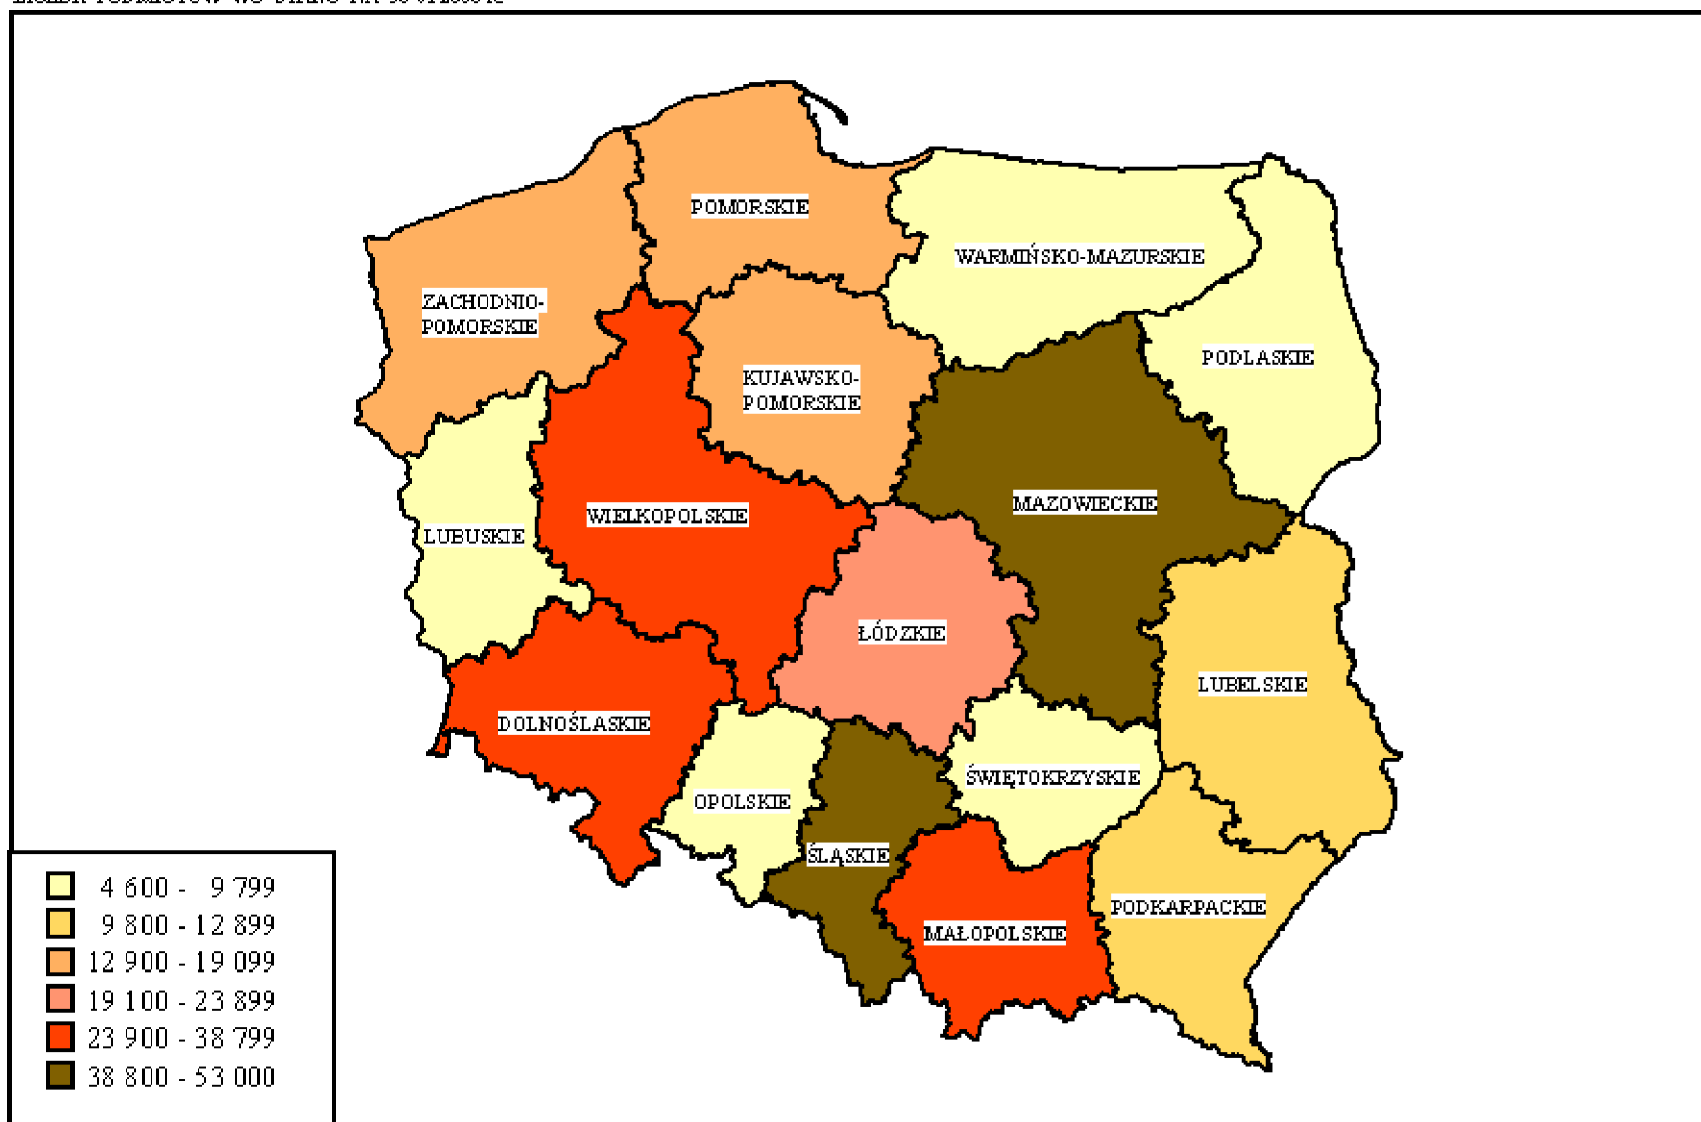 POMORSKIE
WARMIŃSKO-MAZURSKIE
ZACHODNIO-
POMORSKIE
PODLASKIE
KUJAWSKO-
POMORSKIE
MAZOWIECKIE
WIELKOPOLSKIE
LUBUSKIE
ŁÓDZKIE
LUBELSKIE
DOLNOŚLASKIE
ŚWIĘTOKRZYSKIE
OPOLSKIE
ŚLĄSKIE
PODKARPACKIE
MAŁOPOLSKIE
4 600 - 9 799
9 800 - 12 899
12 900 - 19 099
19 100 - 23 899
23 900 - 38 799
38 800 - 53 000